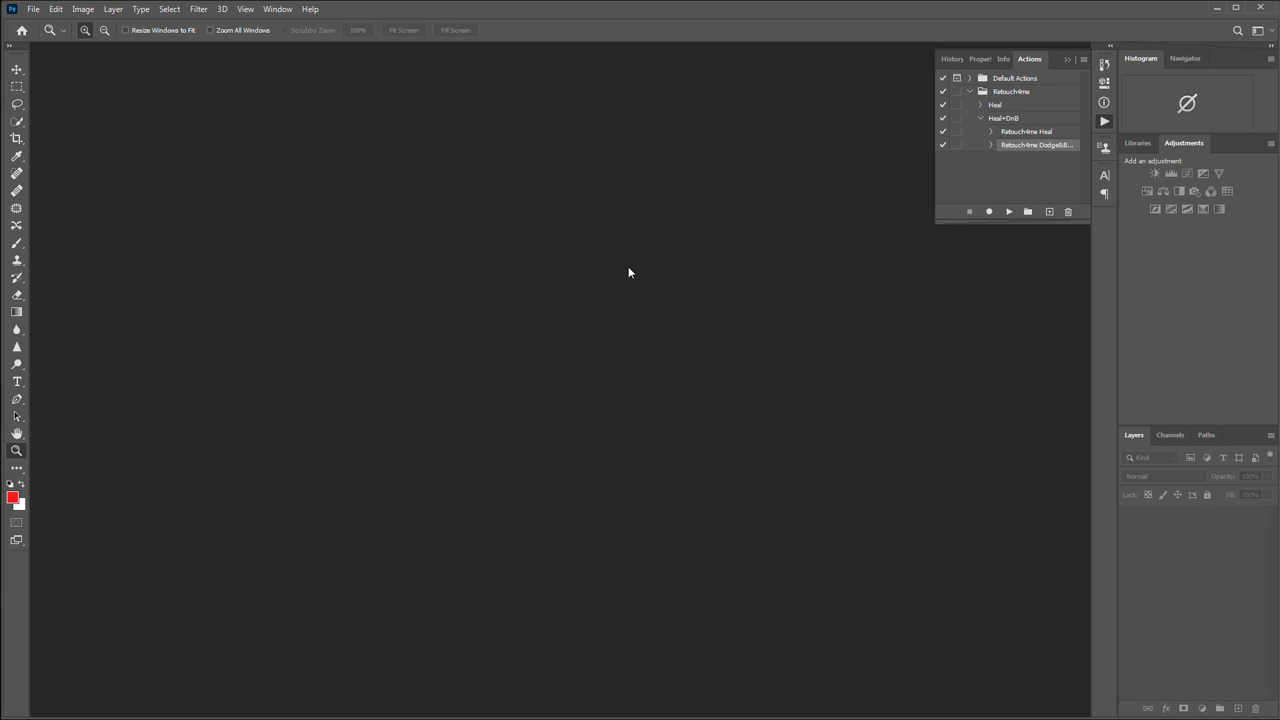 Ps File Edit Image Layer Type Select Filter 3D View Window Help
Resize Windows to Fit Zoom All Windows Scrubby Zoom 100% Fit Screen Fill Screen
History Proper Info Actions
Default Actions
Retouch4me
Heal
Heal+DnB
Retouch4me Heal
Retouch4me Dodge&B...
Histogram Navigator
Libraries Adjustments
Add an adjustment
Layers Channels Paths
Kind
Normal Opacity: 100%
Lock: Fill: 100%